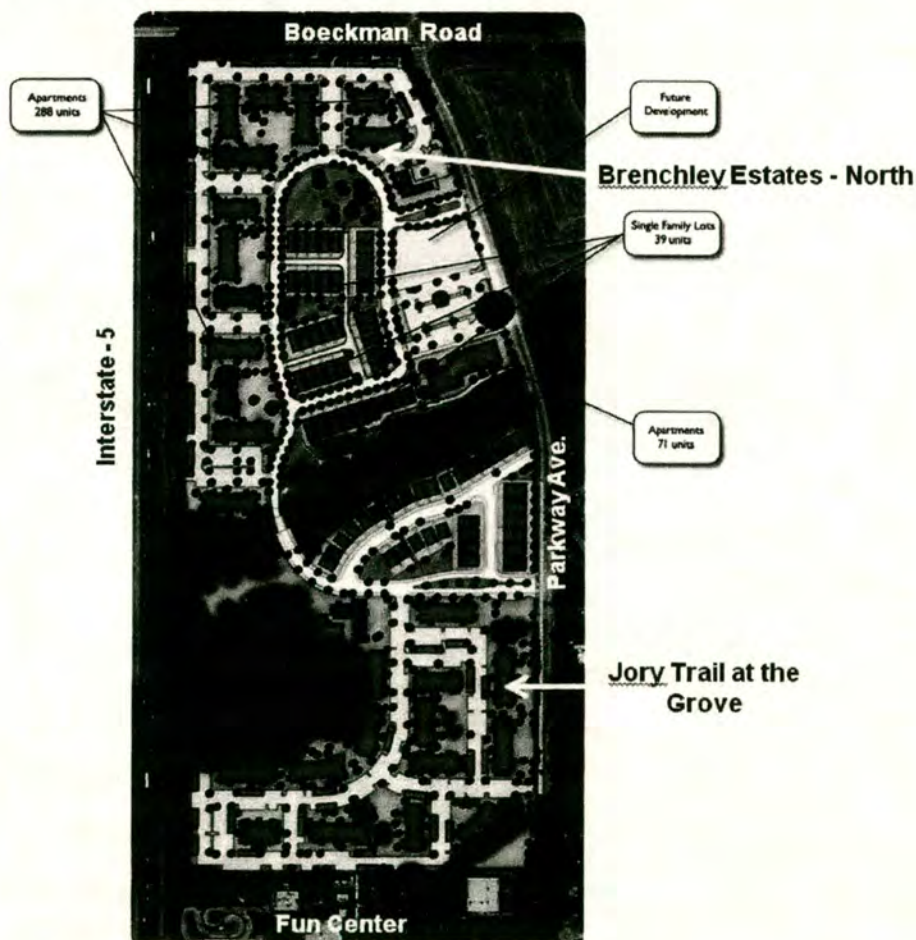 Boeckman Road
Apartments
288 units
Future
Development
Brenchley Estates - North
Single Family Lots
39 units
Interstate - 5
Apartments
71 units
Parkway Ave.
Jory Trail at the
Grove
Fun Center